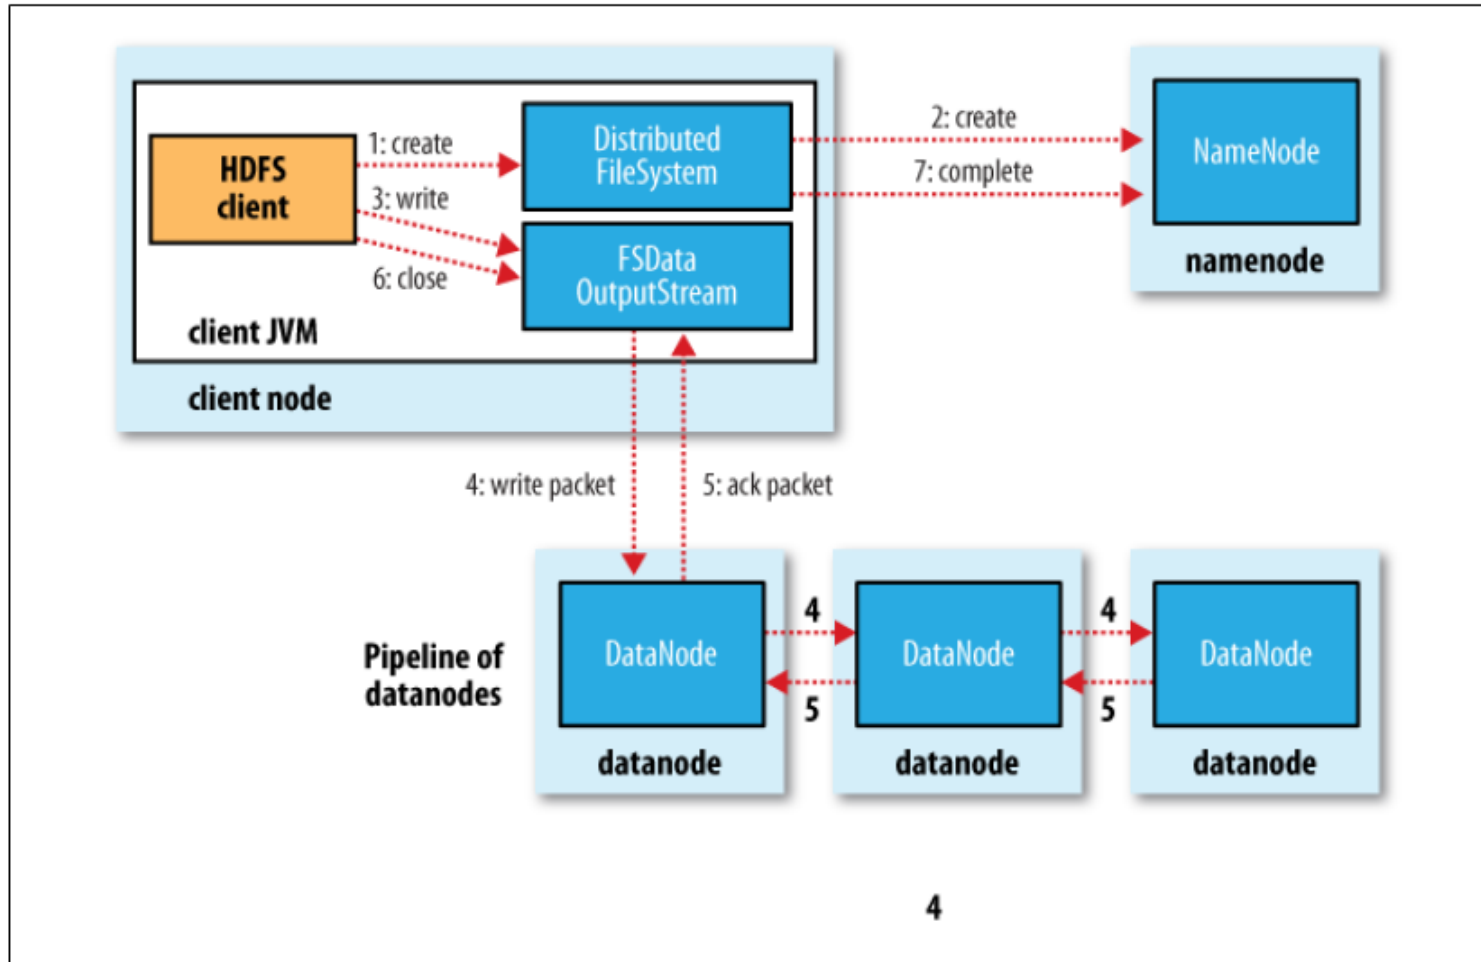 1: create
Distributed
FileSystem
2: create
NameNode
HDFS
client
7: complete
3: write
FSData
OutputStream
namenode
6: close
client JVM
client node
4: write packet
5: ack packet
4
4
Pipeline of
datanodes
DataNode
DataNode
DataNode
5
5
datanode
datanode
datanode
4